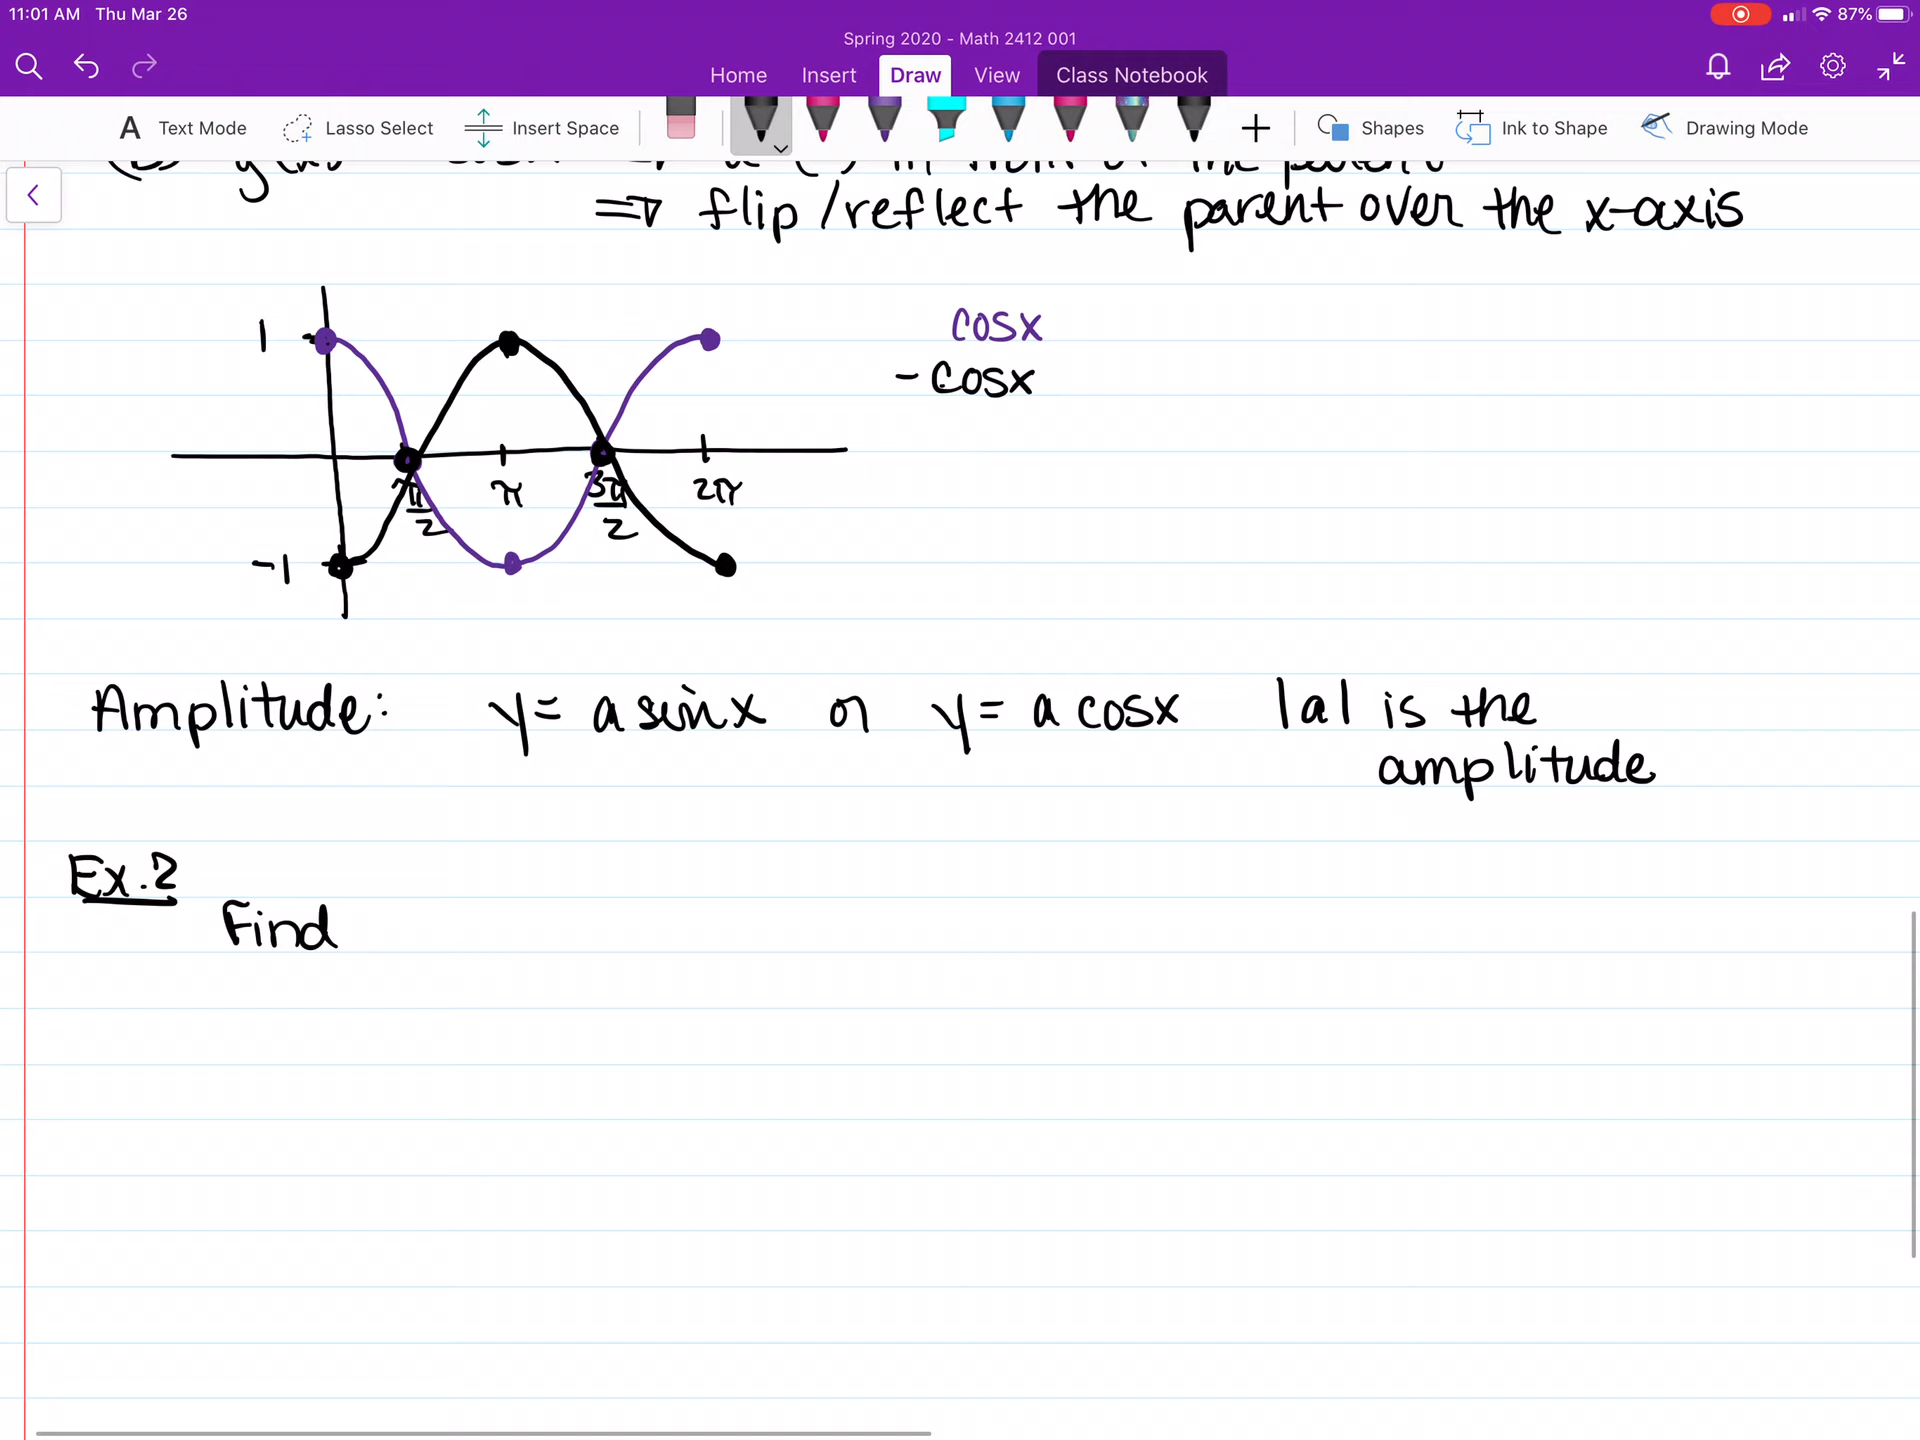 11:01 AM Thu Mar 26
87%
Spring 2020 - Math 2412 001
Home Insert Draw View Class Notebook
A Text Mode Lasso Select Insert Space Shapes Ink to Shape Drawing Mode
⇒ flip/reflect the parent over the x-axis
1
cosx
-cosx
π/2 π 3π/2 2π
-1
Amplitude: y = a sin x or y = a cosx |a| is the
amplitude
Ex. 2
Find